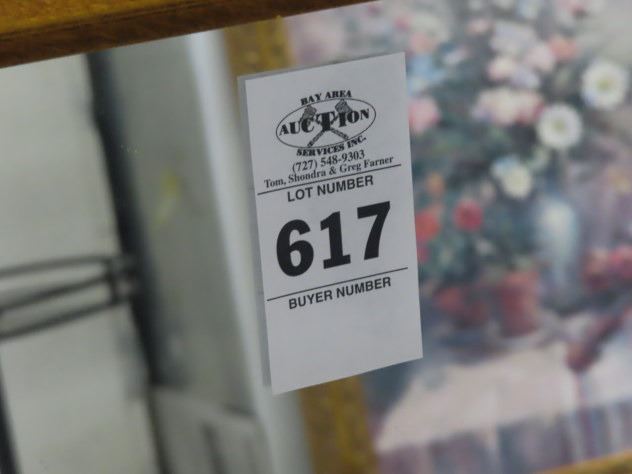 BAY AREA
AUCTION
SERVICES INC.
(727) 548-9303
Tom, Shondra & Greg Farner
LOT NUMBER
617
BUYER NUMBER